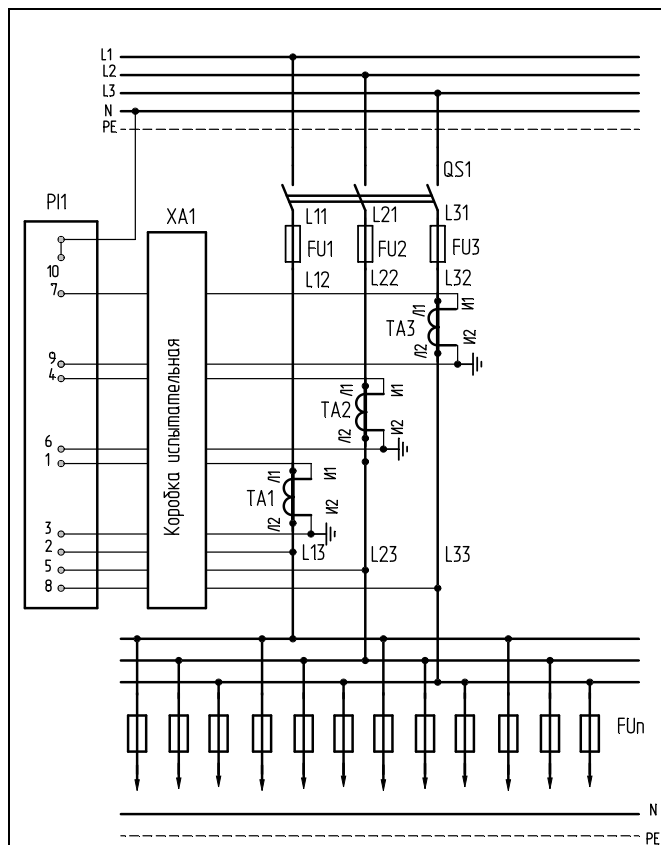 L1
L2
L3
N
PE
QS1
PI1
XA1
L11
L21
L31
FU1
FU2
FU3
10
L12
L22
L32
7
Л1
И1
TA3
Л2
И2
9
4
Л1
И1
TA2
Л2
И2
6
1
Л1
И1
TA1
Л2
И2
Коробка испытательная
3
2
L13
L23
L33
5
8
FUn
N
PE